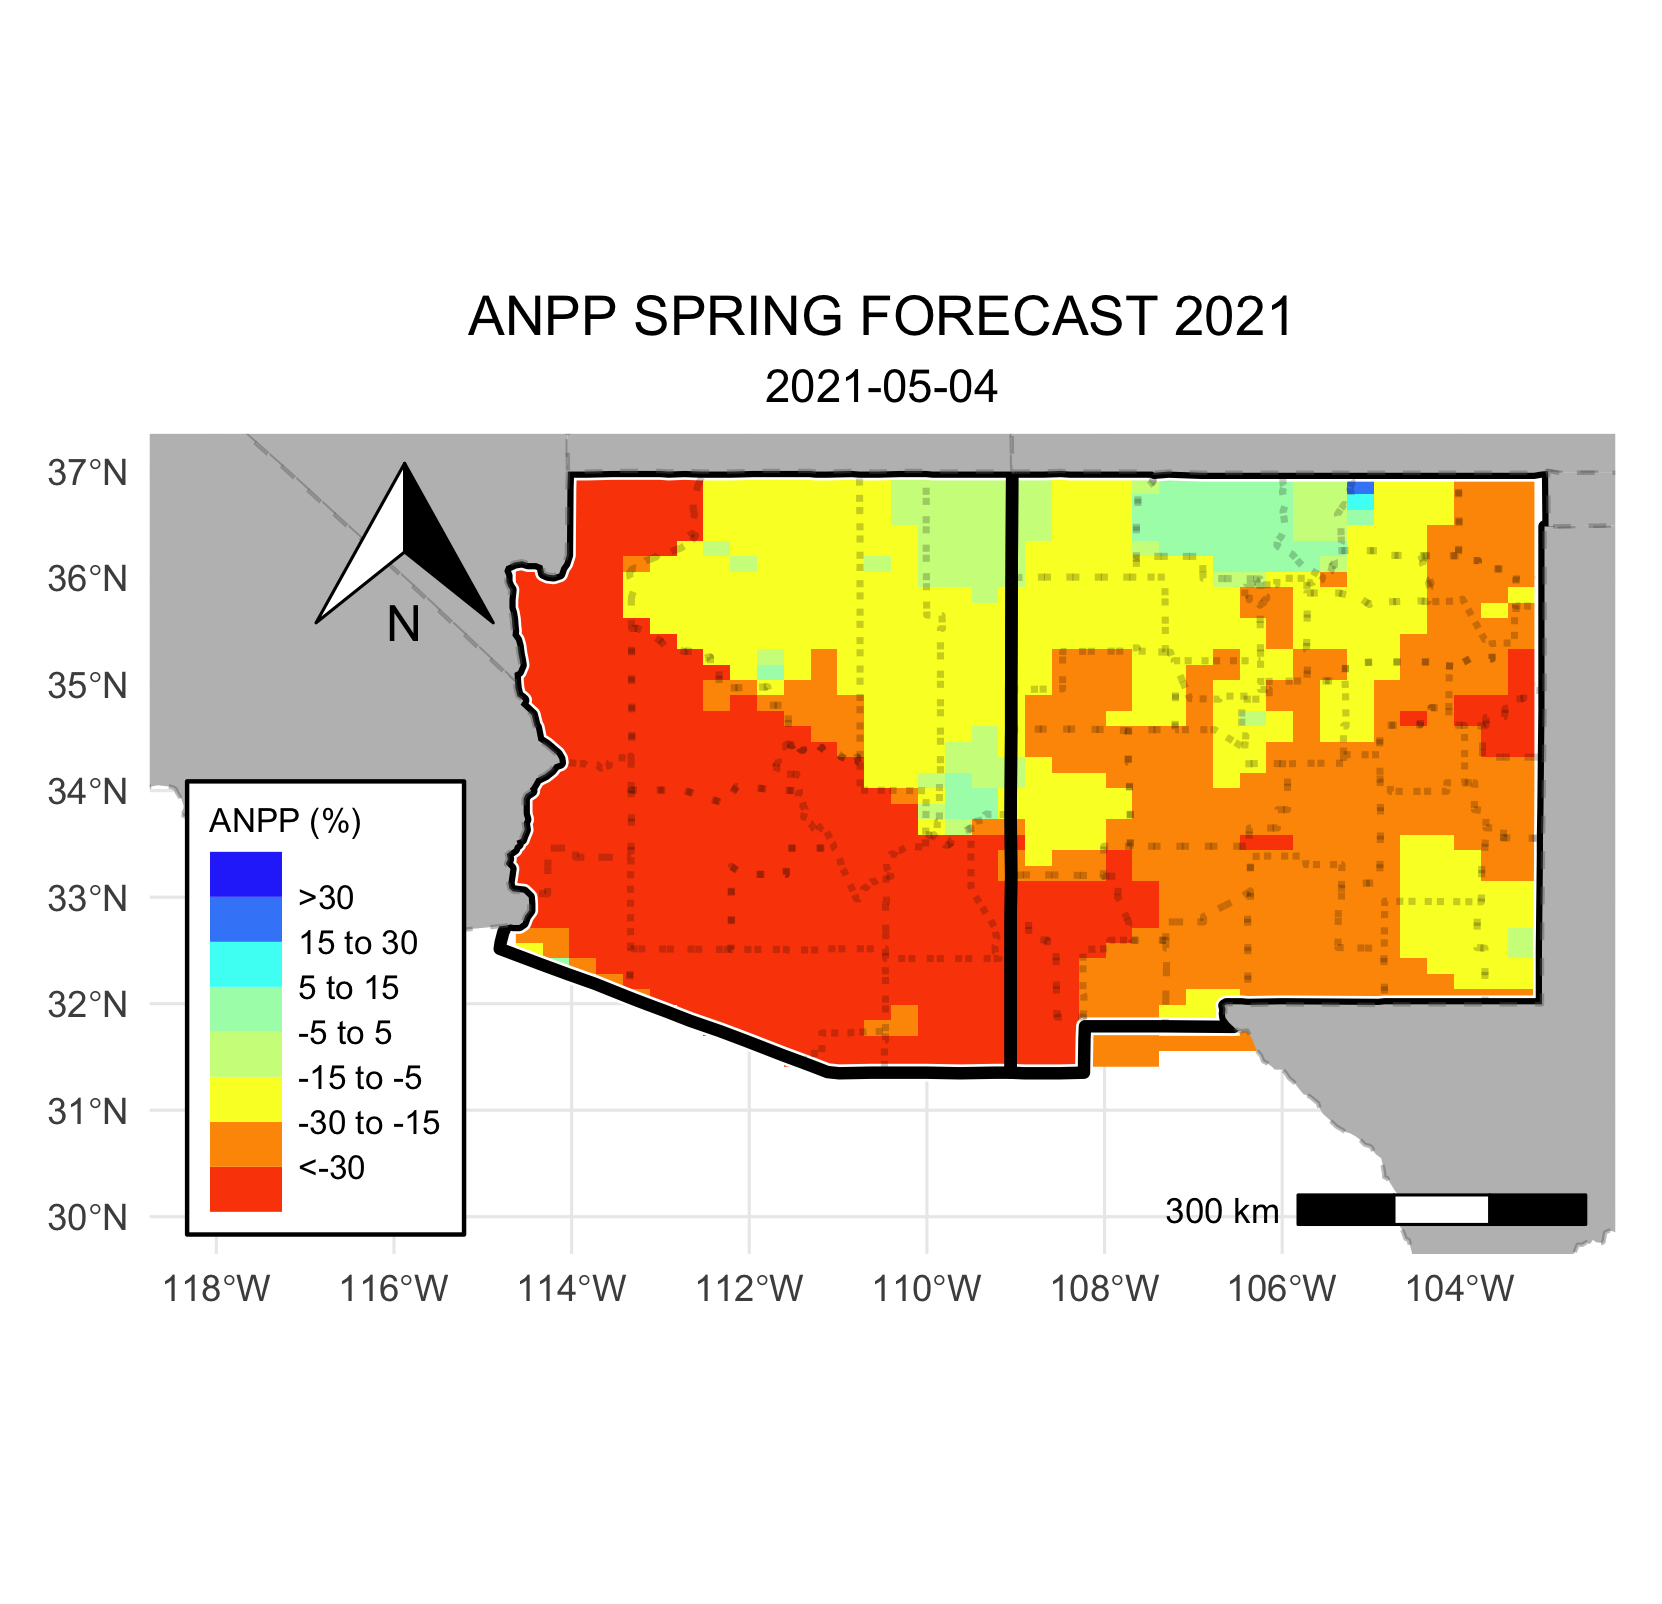 ANPP SPRING FORECAST 2021
2021-05-04
37°N
36°N
35°N
34°N
33°N
32°N
31°N
30°N
N
ANPP (%)
>30
15 to 30
5 to 15
-5 to 5
-15 to -5
-30 to -15
<-30
300 km
118°W
116°W
114°W
112°W
110°W
108°W
106°W
104°W